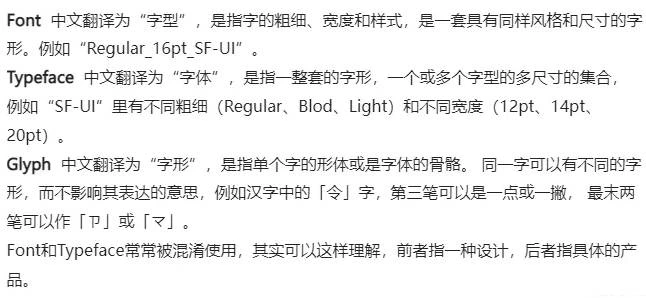 Font 中文翻译为“字型”，是指字的粗细、宽度和样式，是一套具有同样风格和尺寸的字
形。例如“Regular_16pt_SF-UI”。
Typeface 中文翻译为“字体”，是指一整套的字形，一个或多个字型的多尺寸的集合，
例如“SF-UI”里有不同粗细（Regular、Blod、Light）和不同宽度（12pt、14pt、
20pt）。
Glyph 中文翻译为“字形”，是指单个字的形体或是字体的骨骼。 同一字可以有不同的字
形，而不影响其表达的意思，例如汉字中的「令」字，第三笔可以是一点或一撇， 最末两
笔可以作「ㄗ」或「マ」。
Font和Typeface常常被混淆使用，其实可以这样理解，前者指一种设计，后者指具体的产
品。